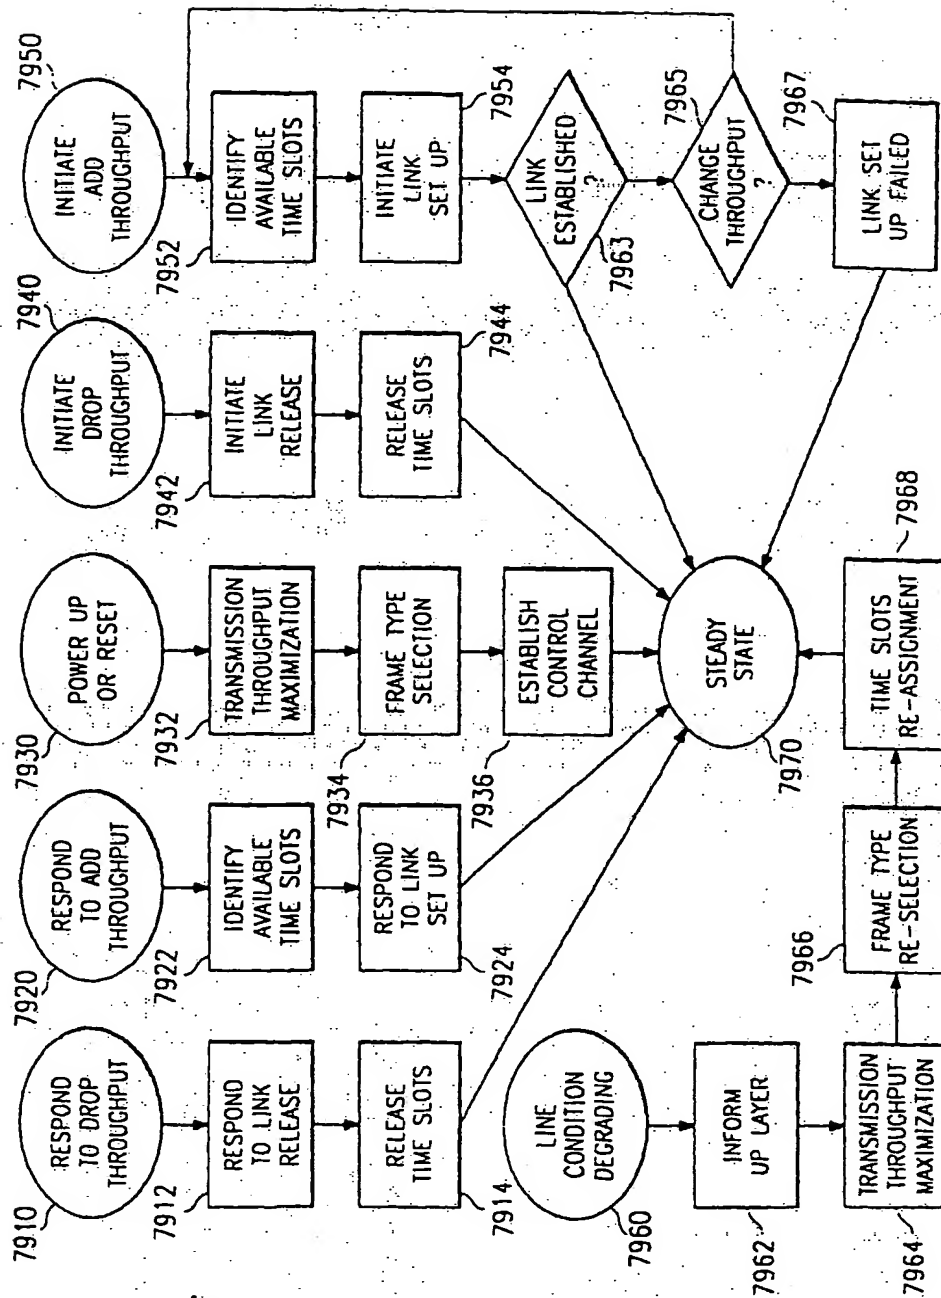 7910
RESPOND
TO DROP
THROUGHPUT
7912
RESPOND
TO LINK
RELEASE
7914
RELEASE
TIME SLOTS
7920
RESPOND
TO ADD
THROUGHPUT
7922
IDENTIFY
AVAILABLE
TIME SLOTS
7924
RESPOND
TO LINK
SET UP
7930
POWER UP
OR RESET
7932
TRANSMISSION
THROUGHPUT
MAXIMIZATION
7934
FRAME TYPE
SELECTION
7936
ESTABLISH
CONTROL
CHANNEL
7940
INITIATE
DROP
THROUGHPUT
7942
INITIATE
LINK
RELEASE
7944
RELEASE
TIME SLOTS
7950
INITIATE
ADD
THROUGHPUT
7952
IDENTIFY
AVAILABLE
TIME SLOTS
7954
INITIATE
LINK
SET UP
7963
LINK
ESTABLISHED
?
7965
CHANGE
THROUGHPUT
?
7967
LINK SET
UP FAILED
7960
LINE
CONDITION
DEGRADING
7962
INFORM
UP LAYER
7964
TRANSMISSION
THROUGHPUT
MAXIMIZATION
7966
FRAME TYPE
RE-SELECTION
7968
TIME SLOTS
RE-ASSIGNMENT
7970
STEADY
STATE